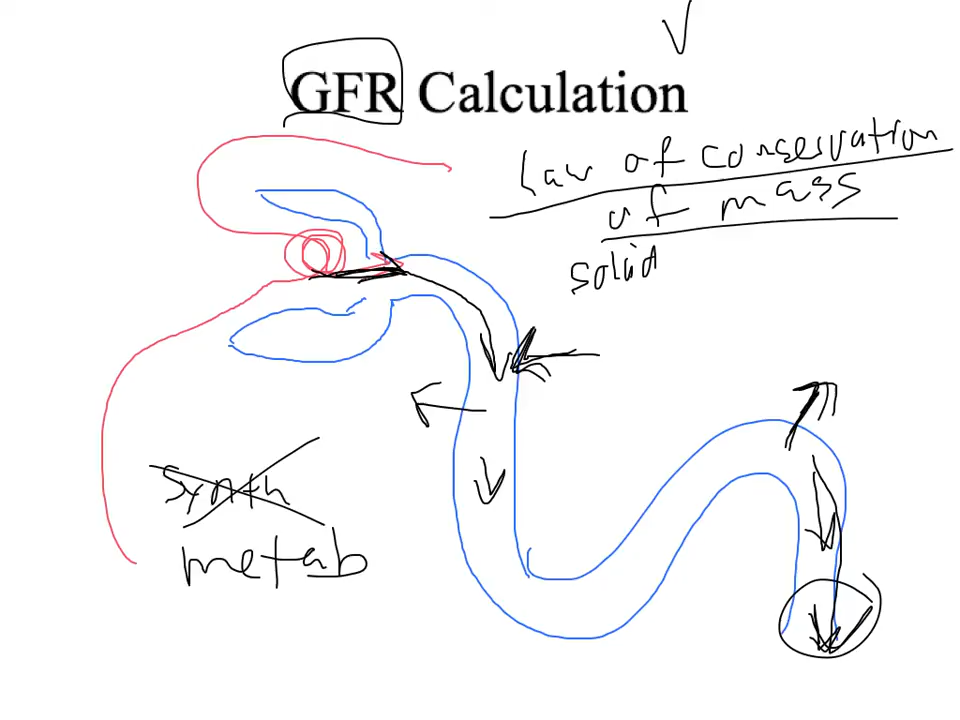 GFR Calculation
Law of conservation
of mass
solid
synth
metab